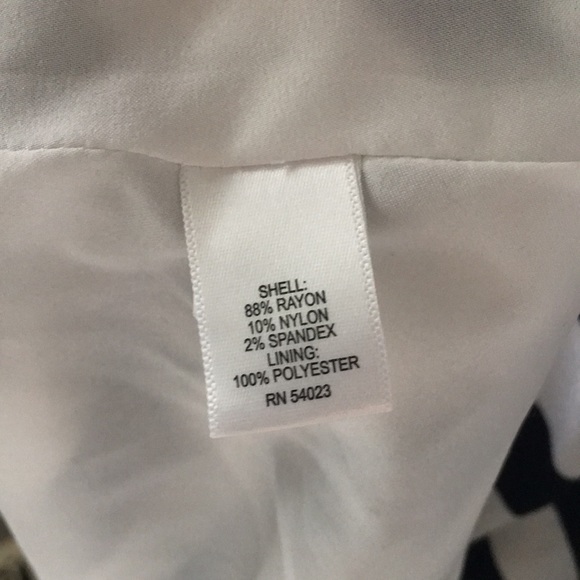 SHELL:
88% RAYON
10% NYLON
2% SPANDEX
LINING:
100% POLYESTER
RN 54023